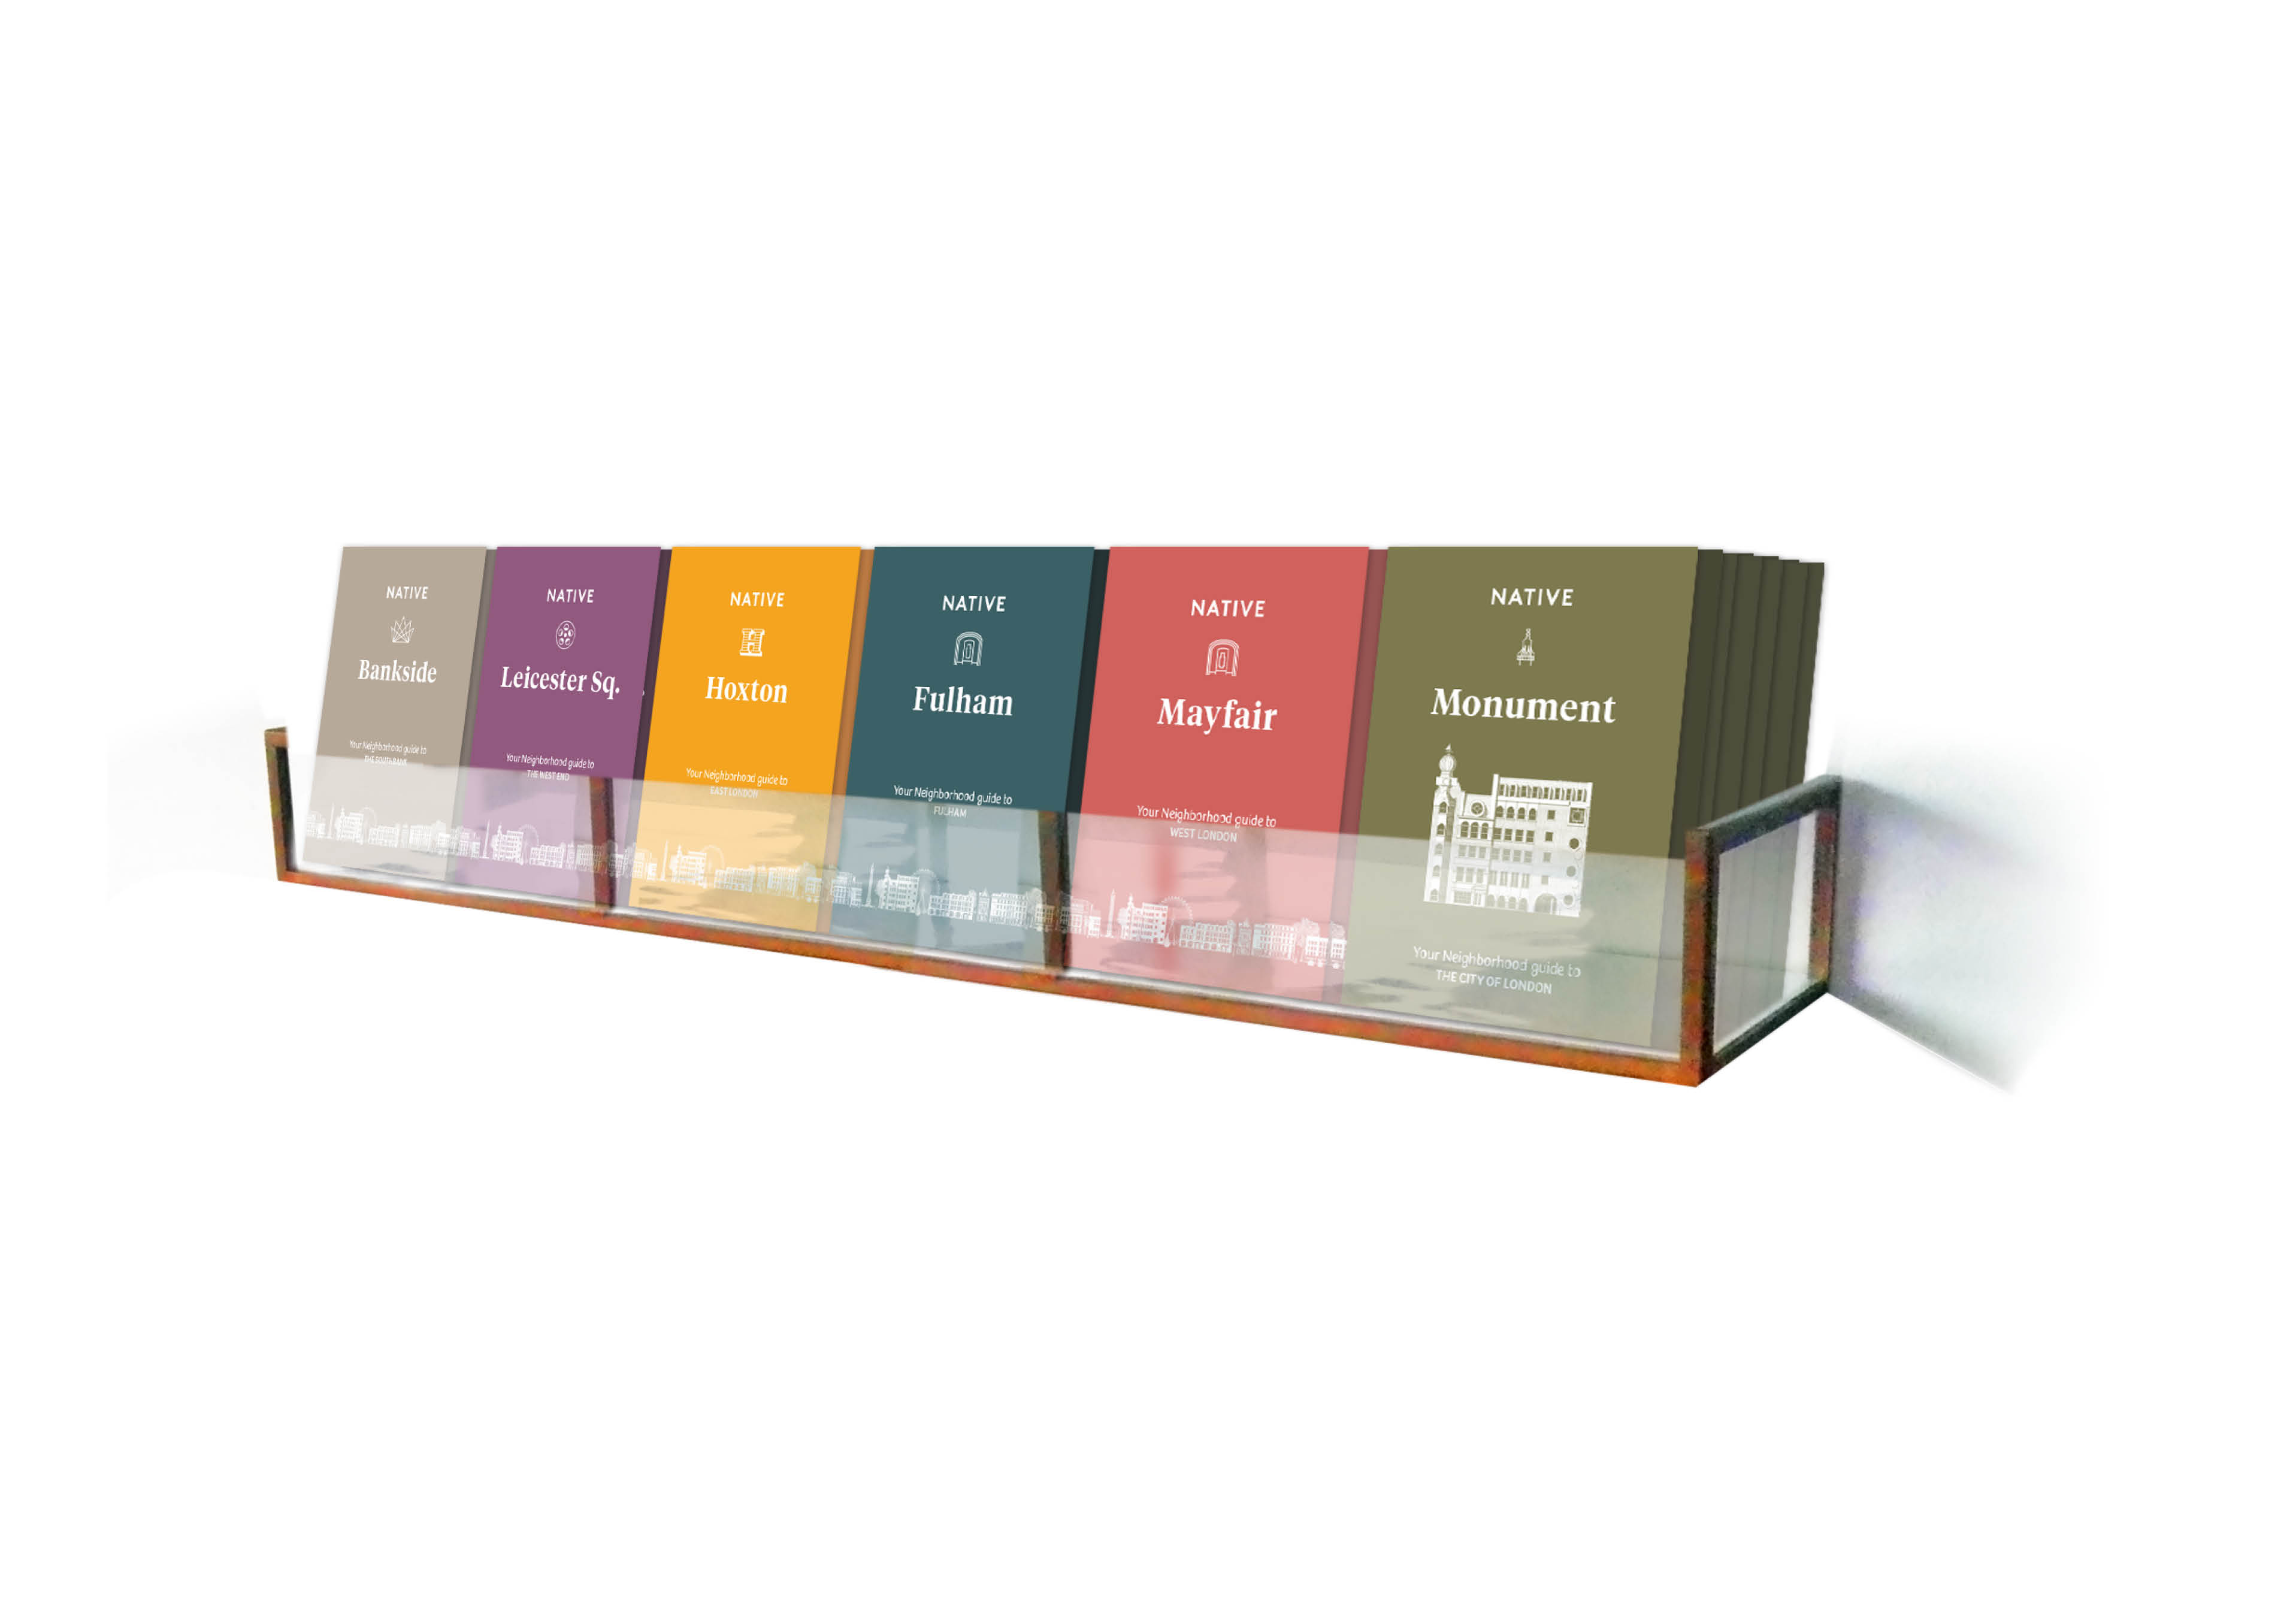 NATIVE
Bankside
Your Neighborhood guide to
THE SOUTHBANK
NATIVE
Leicester Sq.
Your Neighborhood guide to
THE WEST END
NATIVE
H
Hoxton
Your Neighborhood guide to
EAST LONDON
NATIVE
Fulham
Your Neighborhood guide to
FULHAM
NATIVE
Mayfair
Your Neighborhood guide to
WEST LONDON
NATIVE
Monument
Your Neighborhood guide to
THE CITY OF LONDON